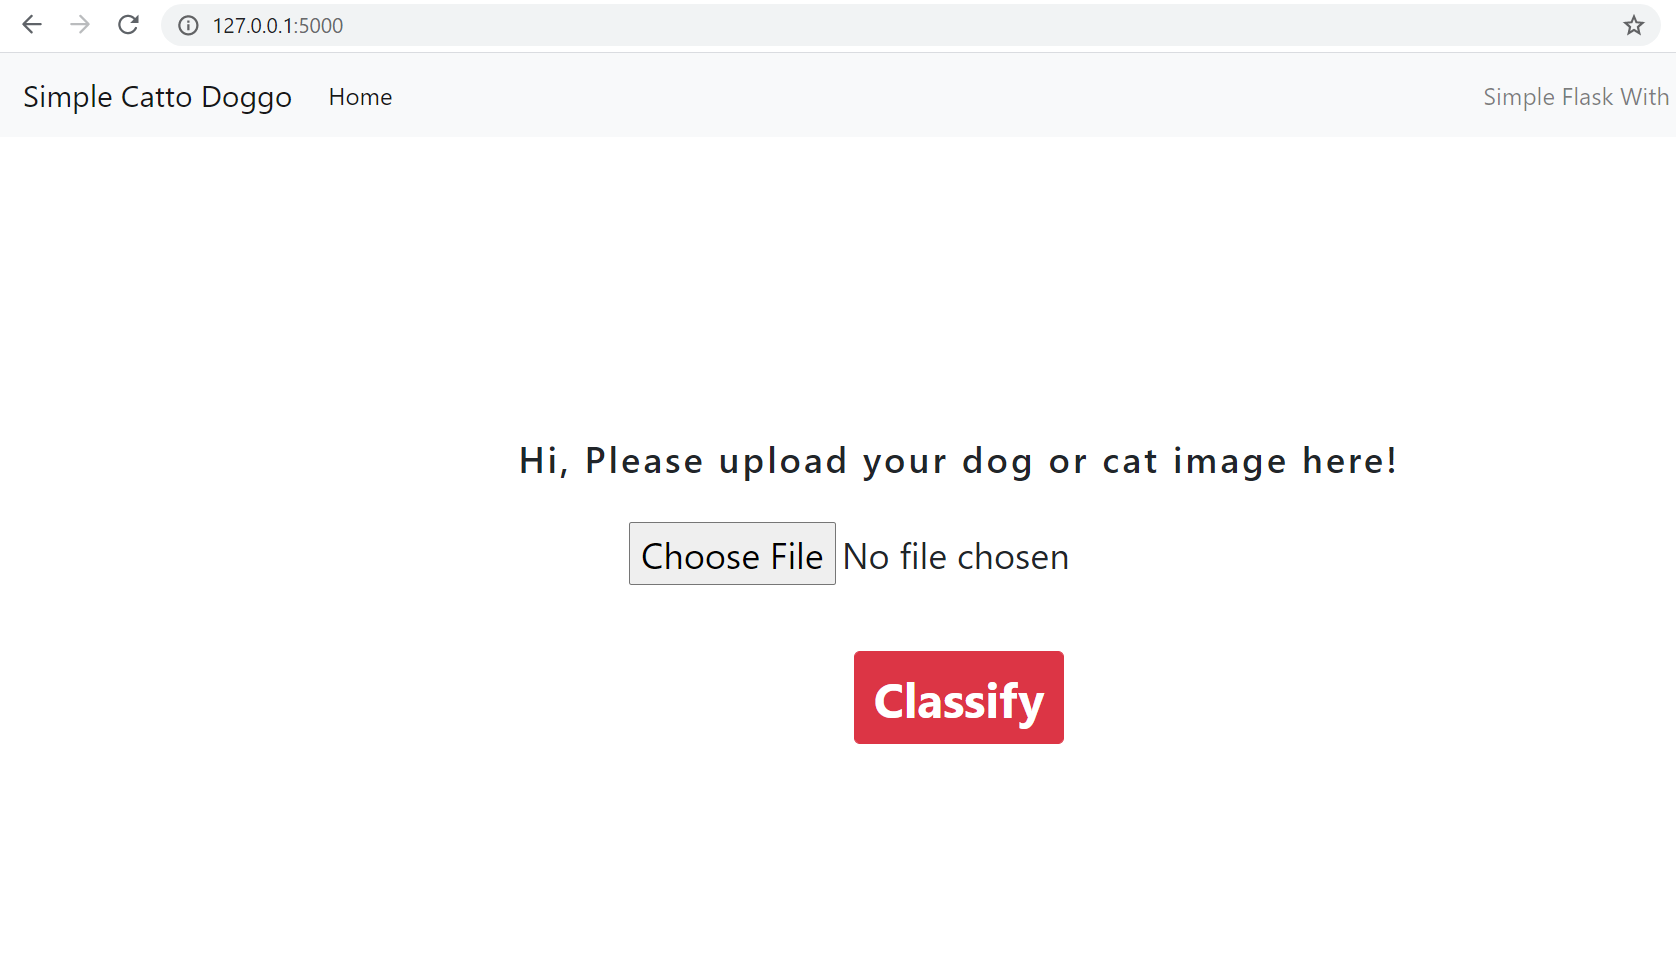 127.0.0.1:5000
Simple Catto Doggo Home Simple Flask With
Hi, Please upload your dog or cat image here!
Choose File No file chosen
Classify